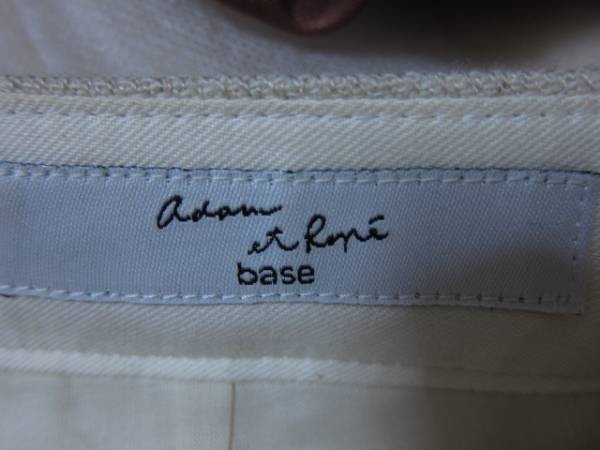 Adam
et Ropé
base